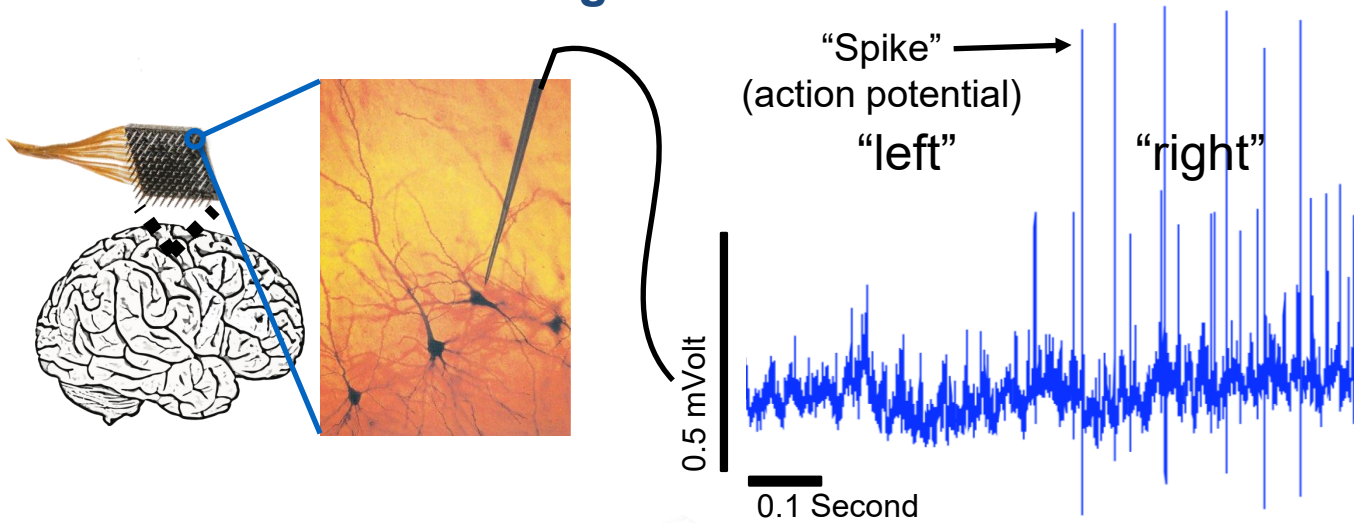 “Spike”
(action potential)
“left” “right”
0.5 mVolt
0.1 Second